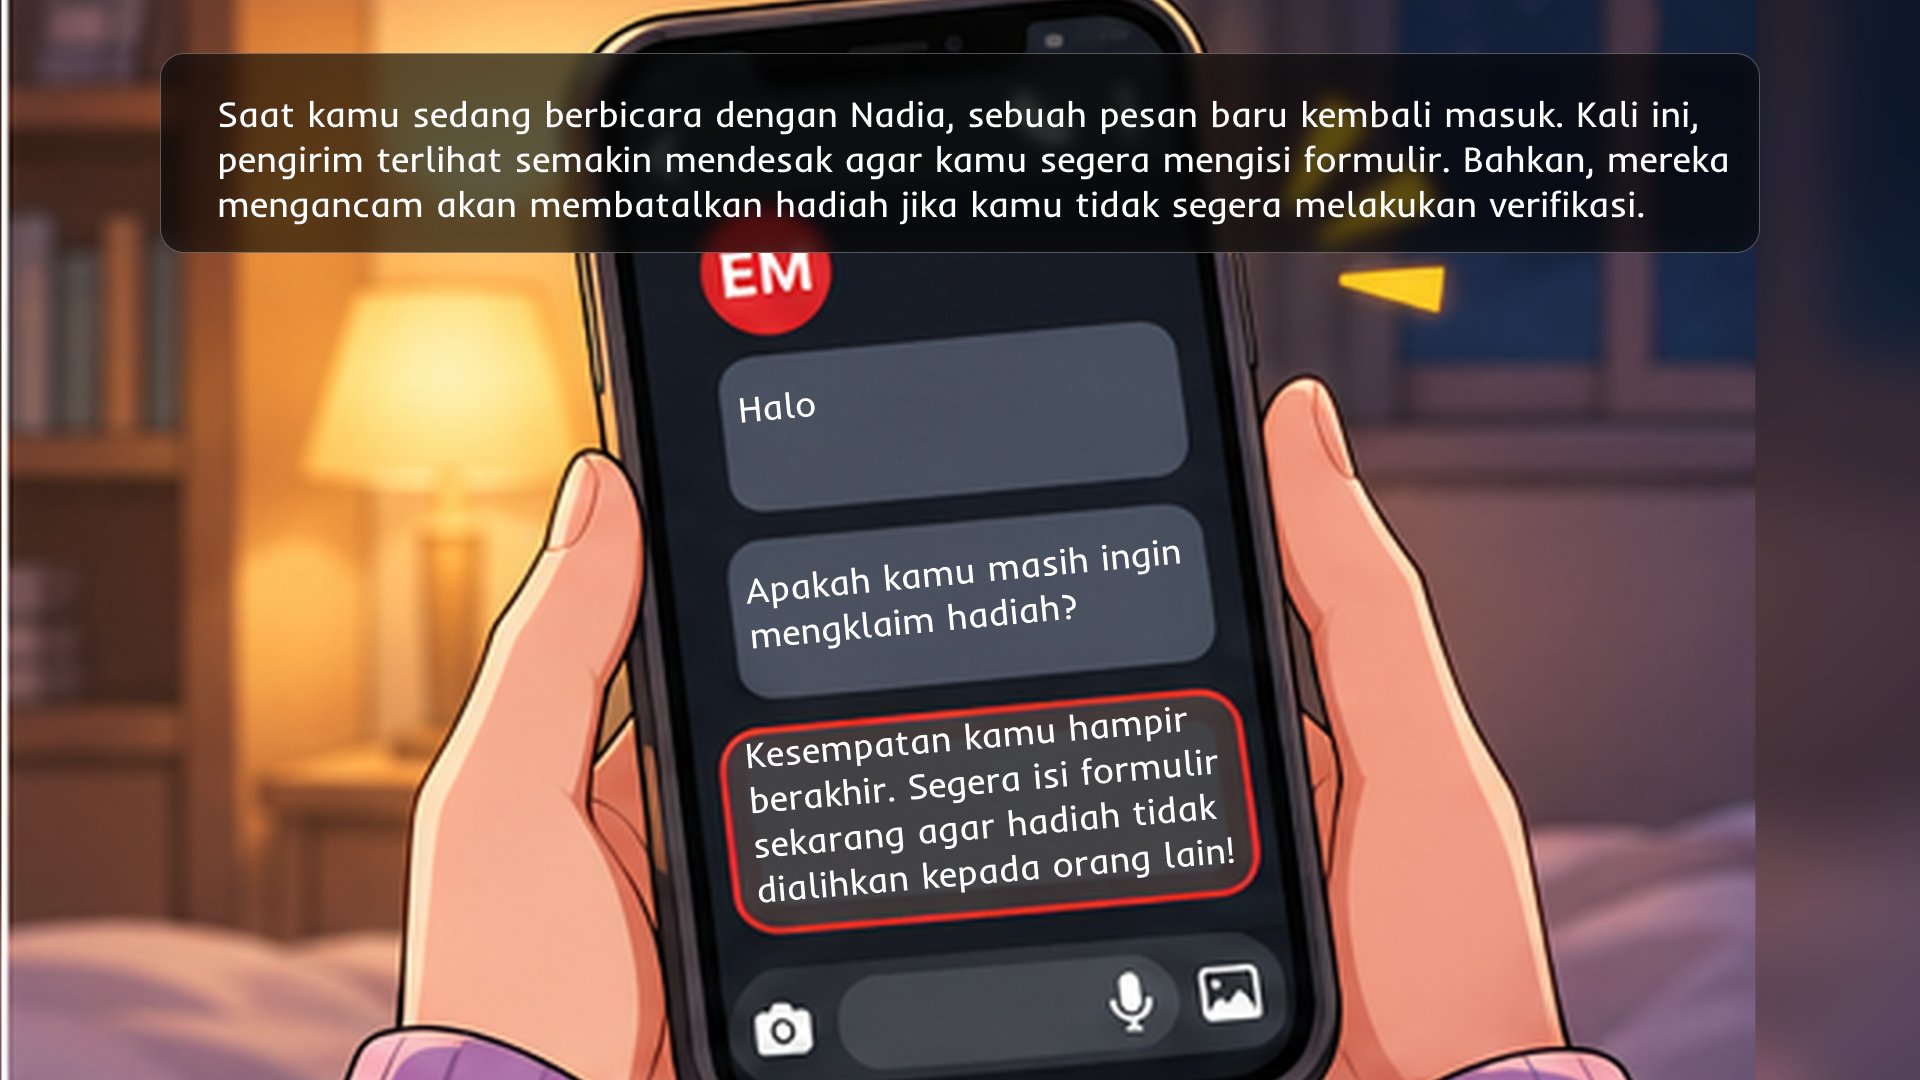 Saat kamu sedang berbicara dengan Nadia, sebuah pesan baru kembali masuk. Kali ini,
pengirim terlihat semakin mendesak agar kamu segera mengisi formulir. Bahkan, mereka
mengancam akan membatalkan hadiah jika kamu tidak segera melakukan verifikasi.
EM
Halo
Apakah kamu masih ingin
mengklaim hadiah?
Kesempatan kamu hampir
berakhir. Segera isi formulir
sekarang agar hadiah tidak
dialihkan kepada orang lain!